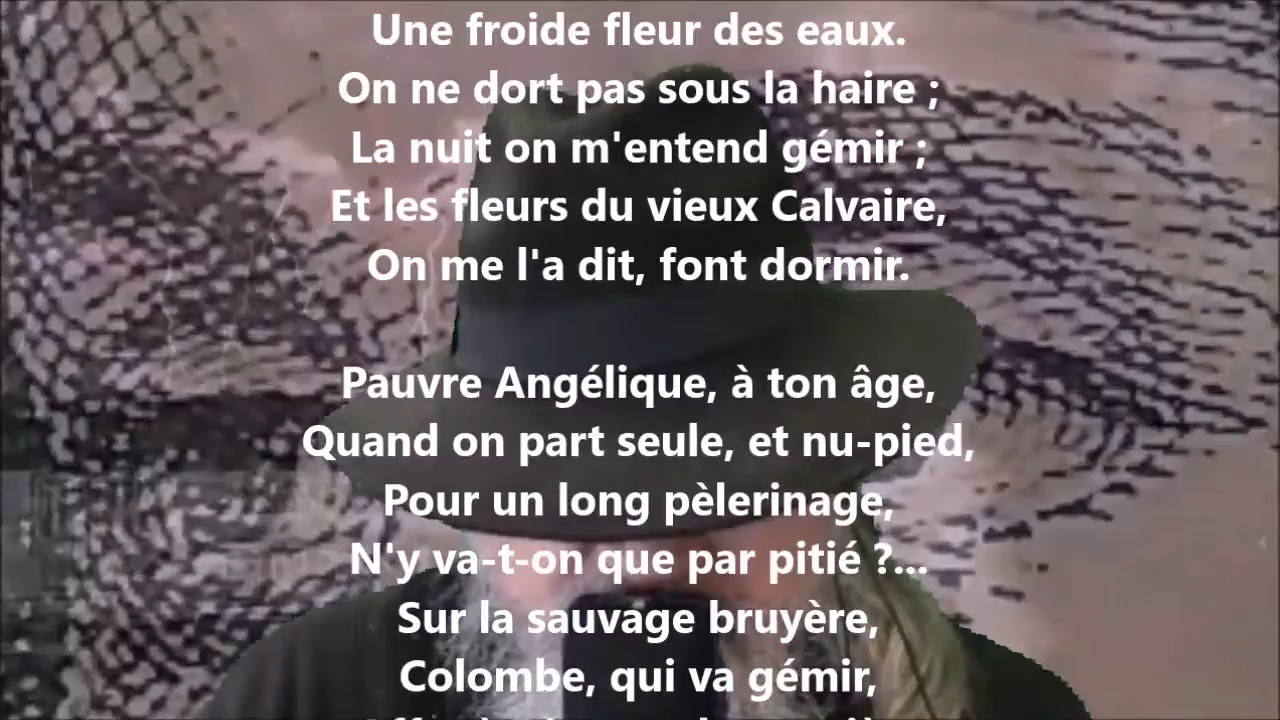 Une froide fleur des eaux.
On ne dort pas sous la haire ;
La nuit on m'entend gémir ;
Et les fleurs du vieux Calvaire,
On me l'a dit, font dormir.
Pauvre Angélique, à ton âge,
Quand on part seule, et nu-pied,
Pour un long pèlerinage,
N'y va-t-on que par pitié ?...
Sur la sauvage bruyère,
Colombe, qui va gémir,